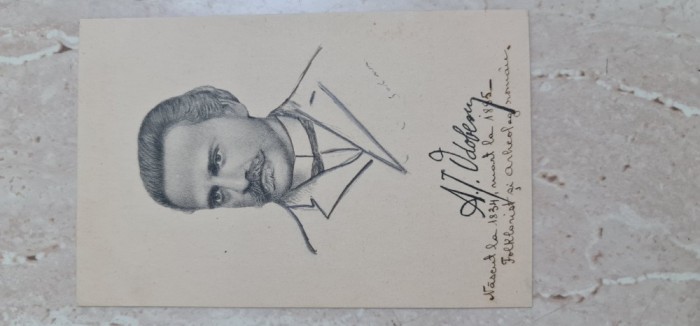 A. I. Odobescu
Născut la 1834, mort la 1895.—
Folklorist și arheolog român.